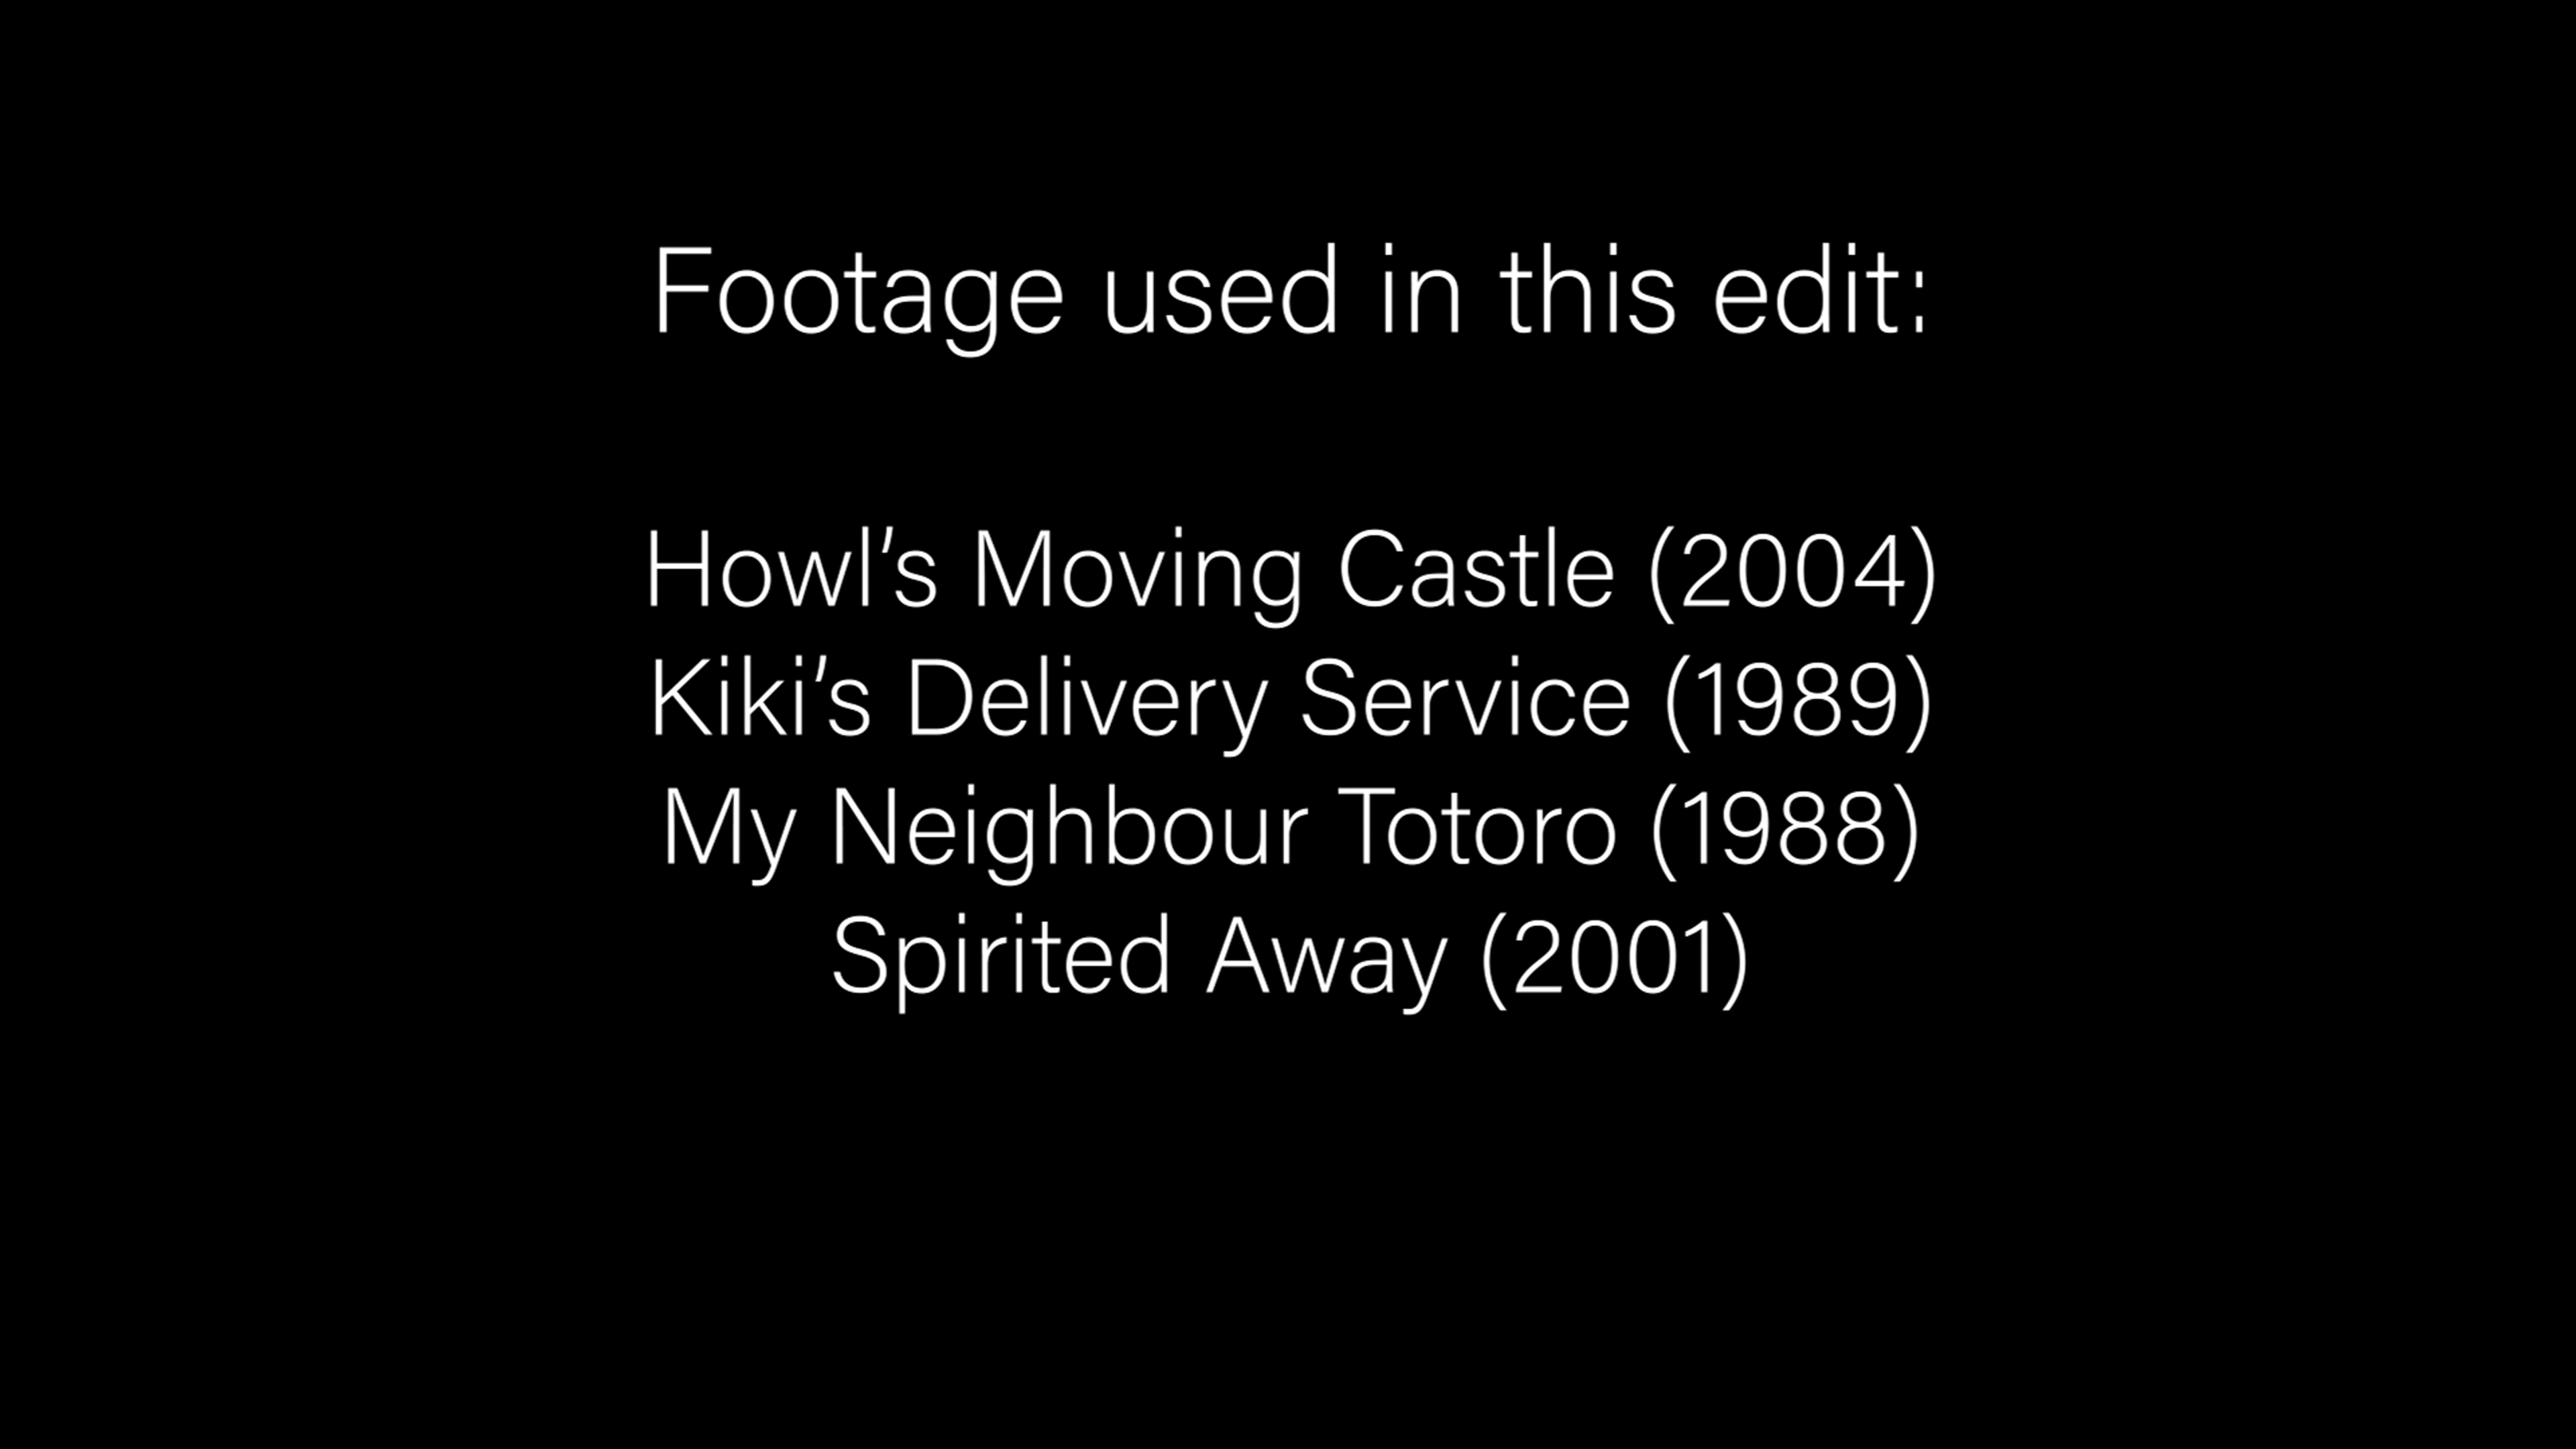 Footage used in this edit:
Howl’s Moving Castle (2004)
Kiki’s Delivery Service (1989)
My Neighbour Totoro (1988)
Spirited Away (2001)